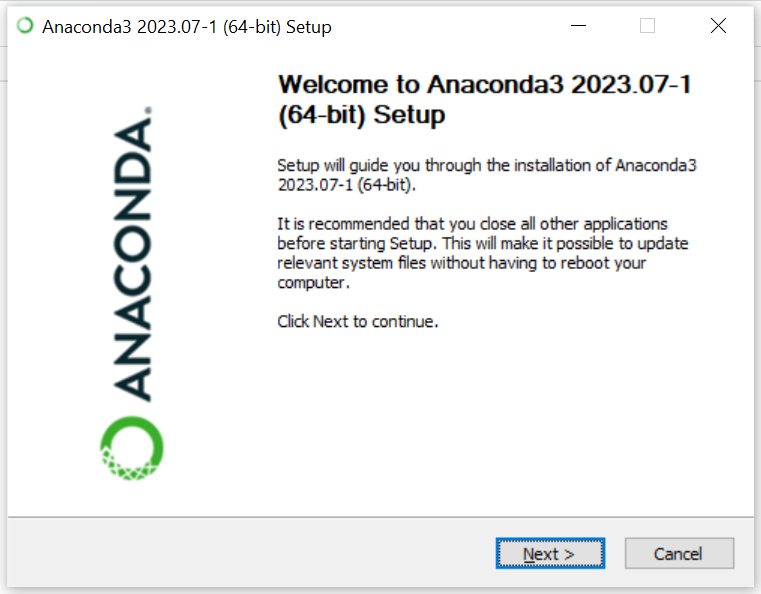 Anaconda3 2023.07-1 (64-bit) Setup
Welcome to Anaconda3 2023.07-1
(64-bit) Setup
ANACONDA.
Setup will guide you through the installation of Anaconda3
2023.07-1 (64-bit).
It is recommended that you close all other applications
before starting Setup. This will make it possible to update
relevant system files without having to reboot your
computer.
Click Next to continue.
Next >
Cancel